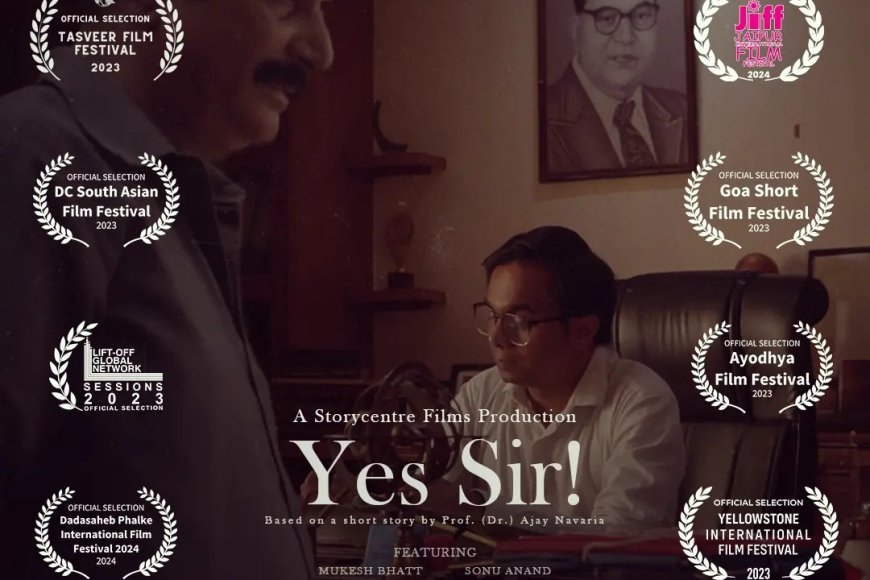 OFFICIAL SELECTION
TASVEER FILM
FESTIVAL
2023
Jiff
JAIPUR
INTERNATIONAL
FILM
FESTIVAL
2024
OFFICIAL SELECTION
DC South Asian
Film Festival
2023
OFFICIAL SELECTION
Goa Short
Film Festival
2023
LIFT-OFF
GLOBAL
NETWORK
SESSIONS
2023
OFFICIAL SELECTION
OFFICIAL SELECTION
Ayodhya
Film Festival
2023
A Storycentre Films Production
Yes Sir!
Based on a short story by Prof. (Dr.) Ajay Navaria
OFFICIAL SELECTION
Dadasaheb Phalke
International Film
Festival 2024
2024
OFFICIAL SELECTION
YELLOWSTONE
INTERNATIONAL
FILM FESTIVAL
2023
FEATURING
MUKESH BHATT SONU ANAND